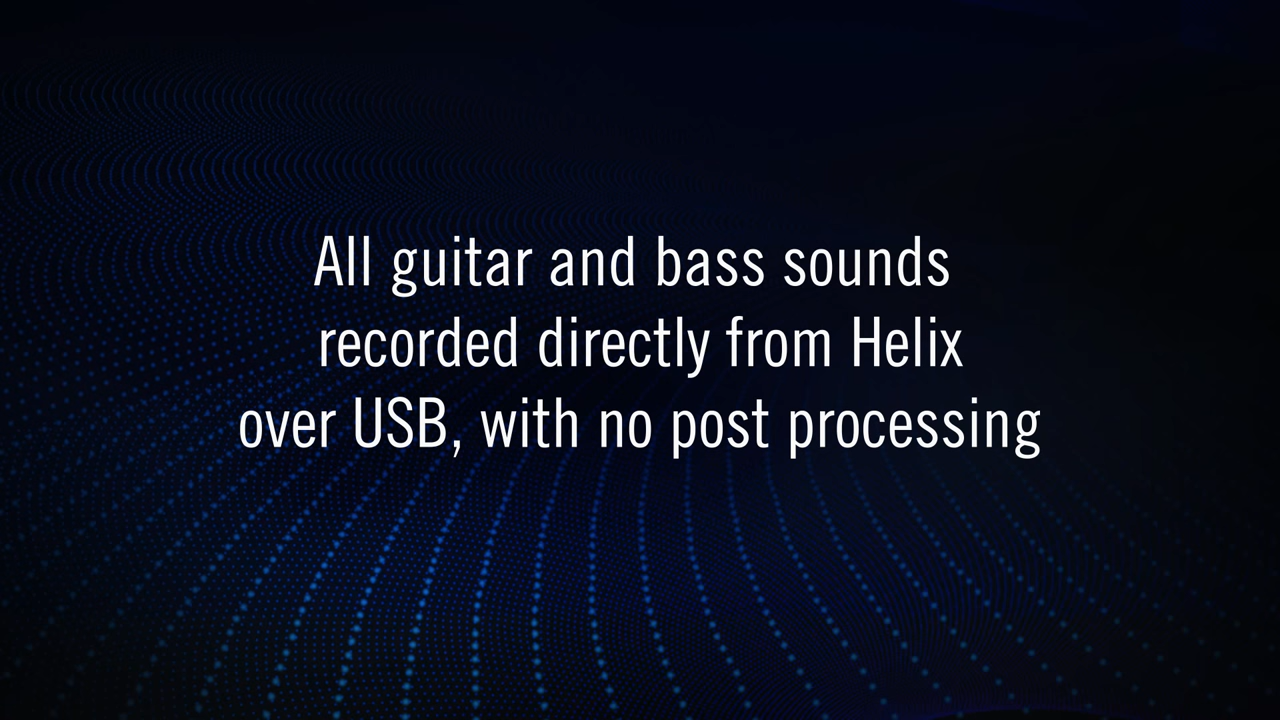 All guitar and bass sounds
recorded directly from Helix
over USB, with no post processing